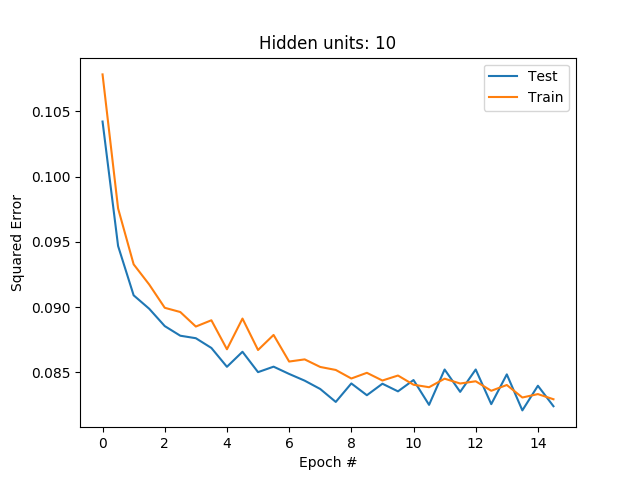 Hidden units: 10
Test
Train
0.105
0.100
0.095
0.090
0.085
Squared Error
0 2 4 6 8 10 12 14
Epoch #